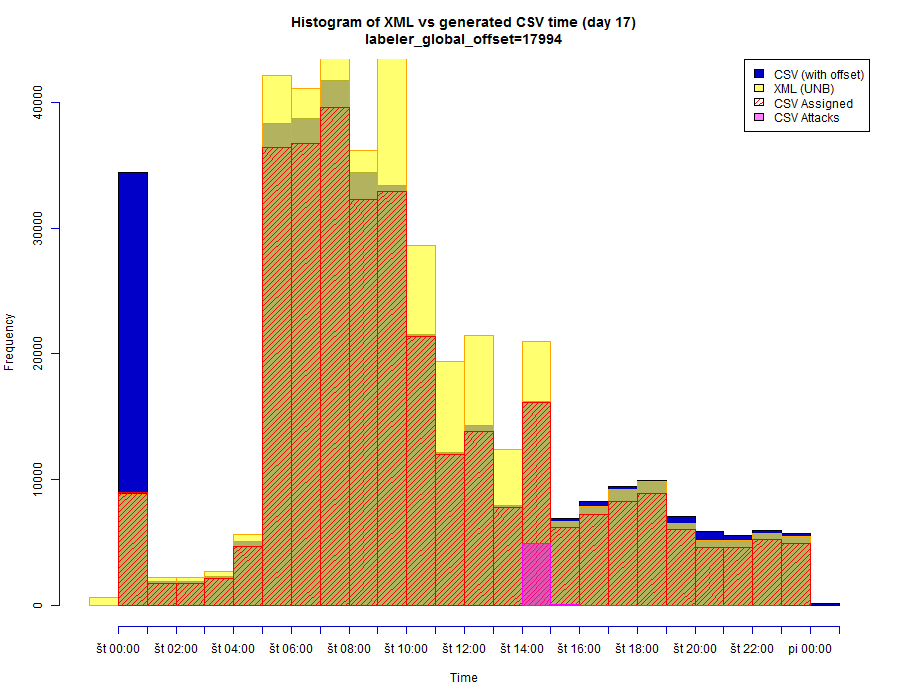 Histogram of XML vs generated CSV time (day 17)
labeler_global_offset=17994
CSV (with offset)
XML (UNB)
CSV Assigned
CSV Attacks
Frequency
40000
30000
20000
10000
0
št 00:00 št 02:00 št 04:00 št 06:00 št 08:00 št 10:00 št 12:00 št 14:00 št 16:00 št 18:00 št 20:00 št 22:00 pi 00:00
Time